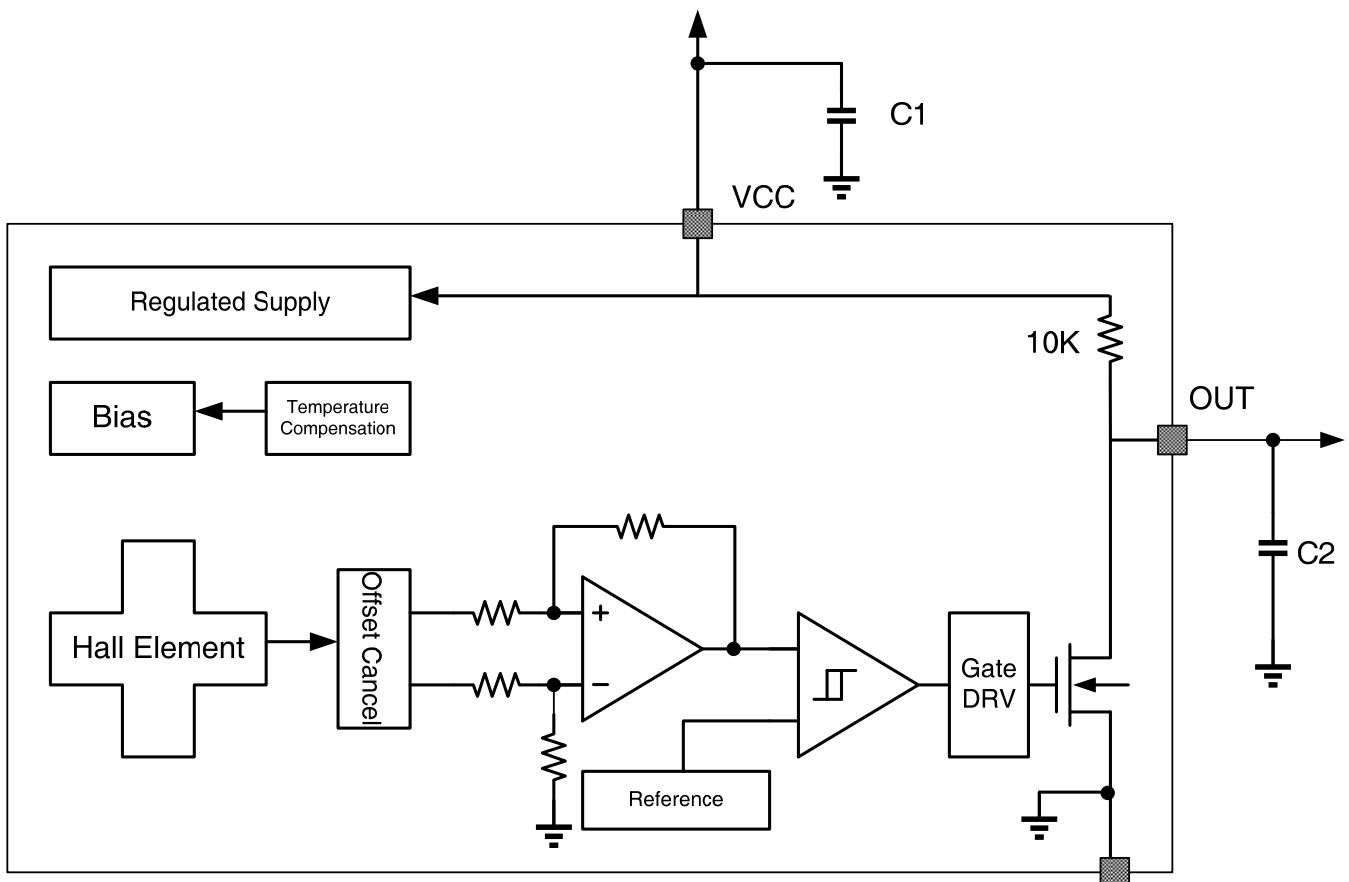 C1
VCC
Regulated Supply
10K
OUT
Bias
Temperature
Compensation
C2
Hall Element
Offset Cancel
+
−
Gate
DRV
Reference